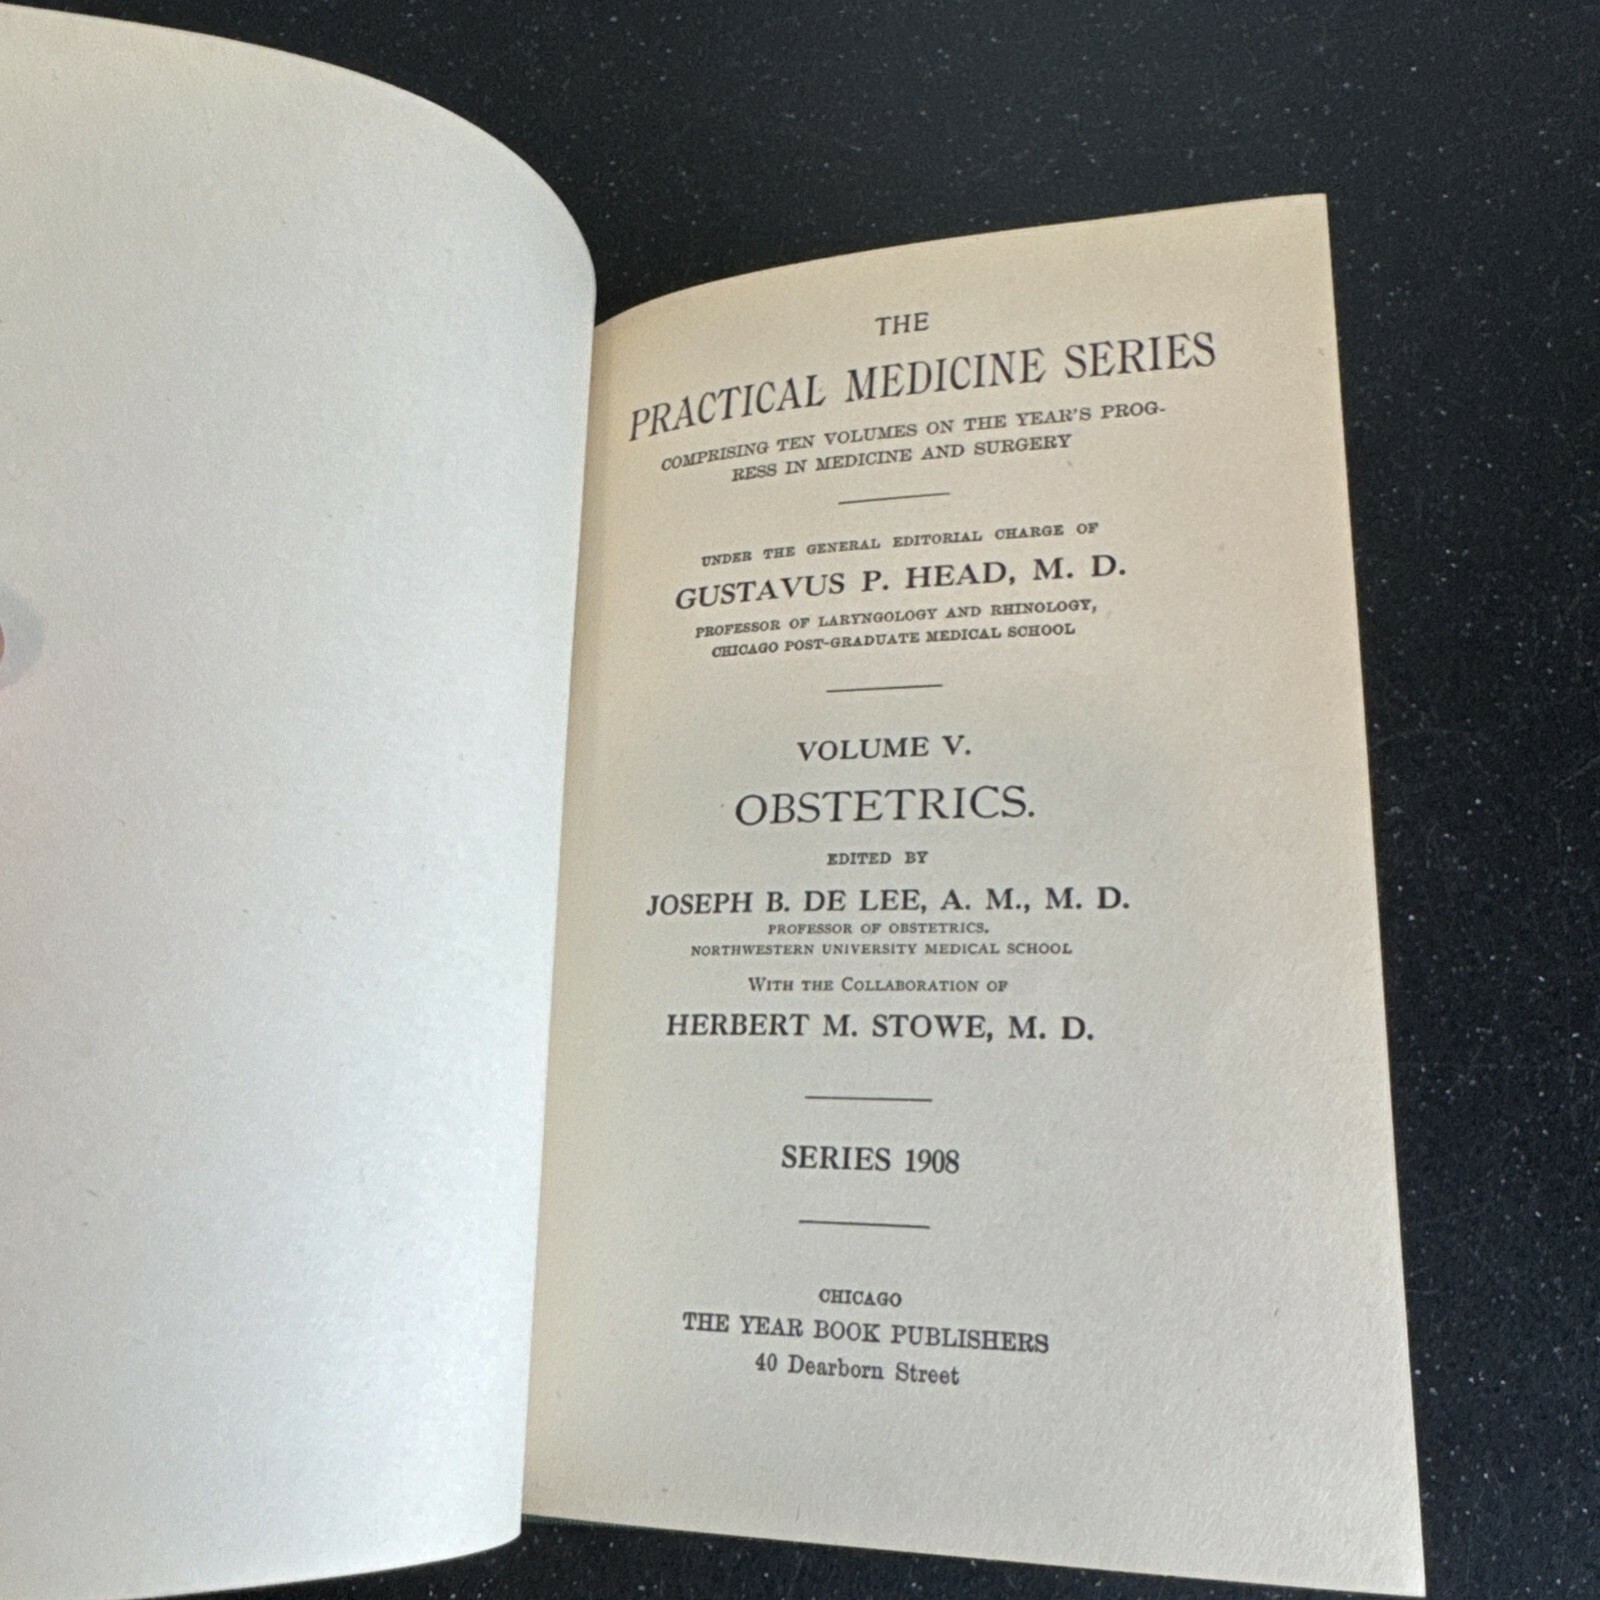 THE
PRACTICAL MEDICINE SERIES
COMPRISING TEN VOLUMES ON THE YEAR'S PROG-
RESS IN MEDICINE AND SURGERY
UNDER THE GENERAL EDITORIAL CHARGE OF
GUSTAVUS P. HEAD, M. D.
PROFESSOR OF LARYNGOLOGY AND RHINOLOGY,
CHICAGO POST-GRADUATE MEDICAL SCHOOL
VOLUME V.
OBSTETRICS.
EDITED BY
JOSEPH B. DE LEE, A. M., M. D.
PROFESSOR OF OBSTETRICS,
NORTHWESTERN UNIVERSITY MEDICAL SCHOOL
WITH THE COLLABORATION OF
HERBERT M. STOWE, M. D.
SERIES 1908
CHICAGO
THE YEAR BOOK PUBLISHERS
40 Dearborn Street